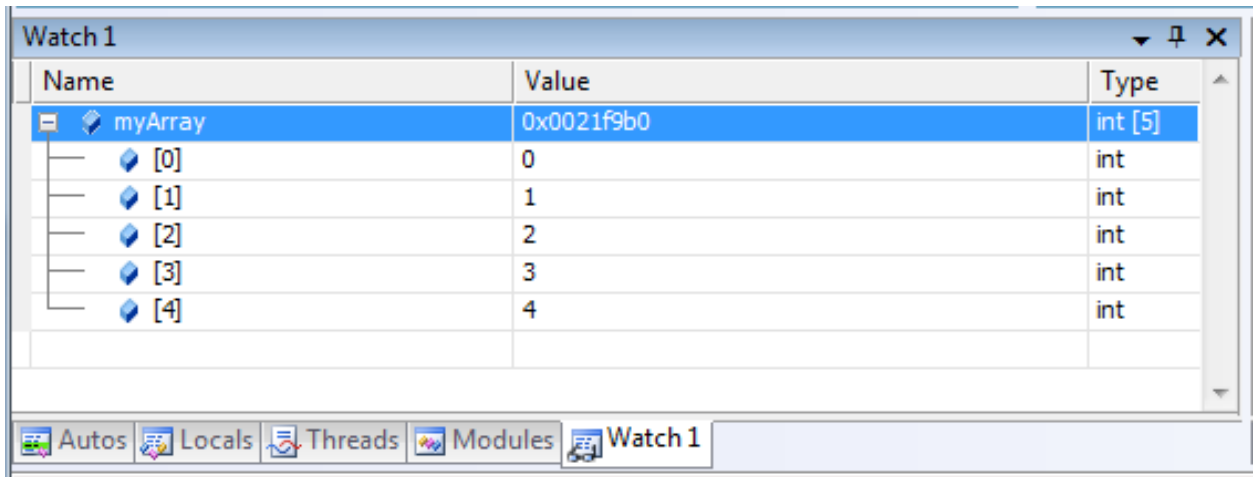 Watch 1
Name Value Type
myArray 0x0021f9b0 int [5]
[0] 0 int
[1] 1 int
[2] 2 int
[3] 3 int
[4] 4 int
Autos Locals Threads Modules Watch 1